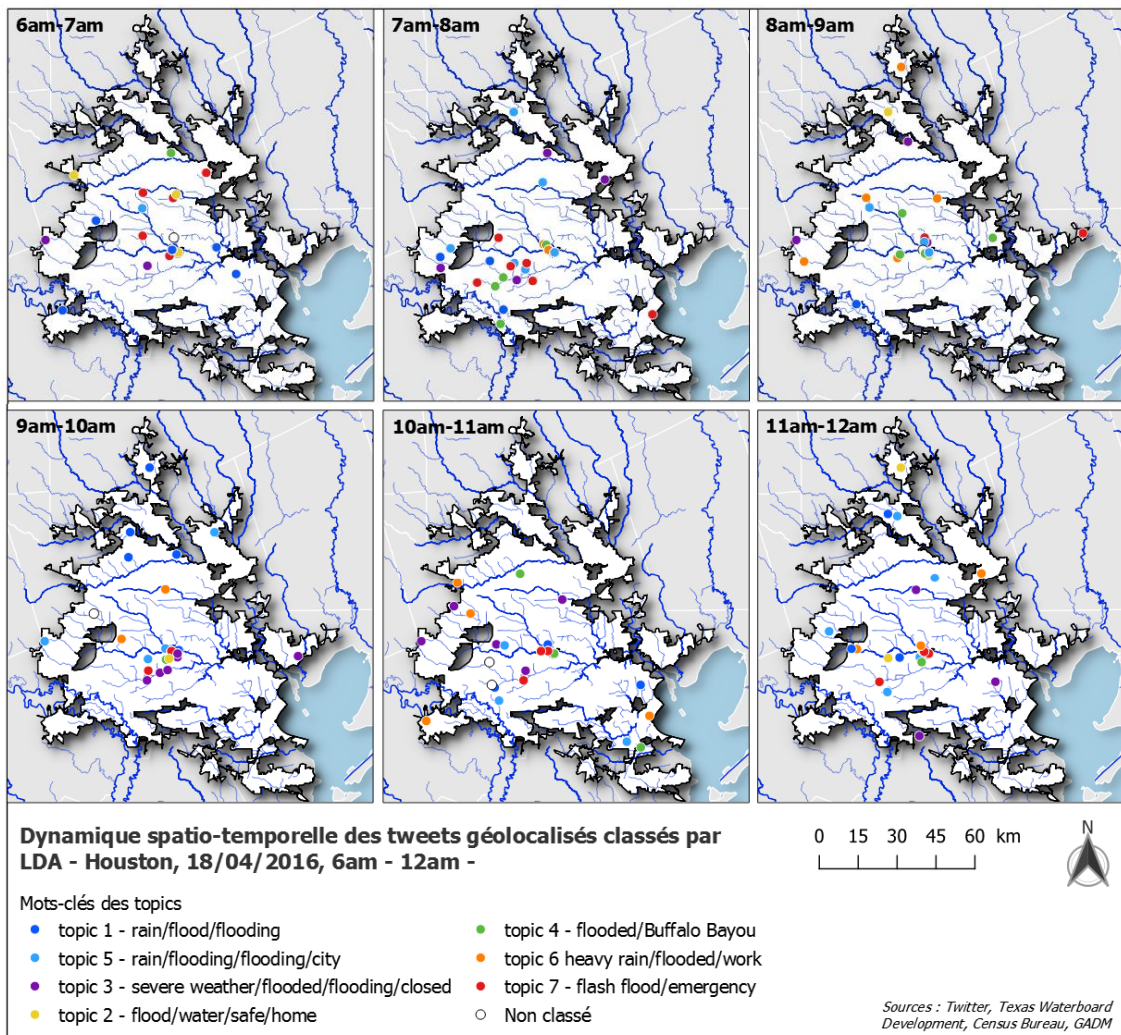 6am-7am
7am-8am
8am-9am
9am-10am
10am-11am
11am-12am
Dynamique spatio-temporelle des tweets géolocalisés classés par
LDA - Houston, 18/04/2016, 6am - 12am -
0 15 30 45 60 km
N
Mots-clés des topics
topic 1 - rain/flood/flooding
topic 5 - rain/flooding/flooding/city
topic 3 - severe weather/flooded/flooding/closed
topic 2 - flood/water/safe/home
topic 4 - flooded/Buffalo Bayou
topic 6 heavy rain/flooded/work
topic 7 - flash flood/emergency
Non classé
Sources : Twitter, Texas Waterboard
Development, Census Bureau, GADM